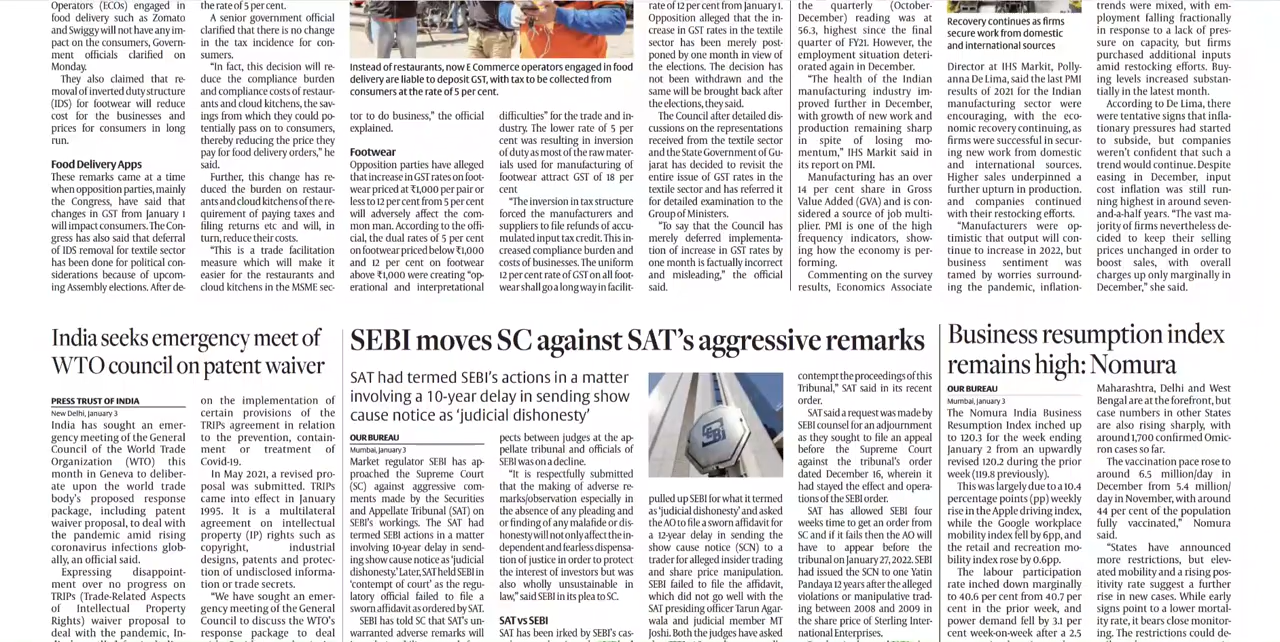 Operators (ECOs) engaged in
food delivery such as Zomato
and Swiggy will not have any im-
pact on the consumers, Govern-
ment officials clarified on
Monday.
They also claimed that re-
moval of inverted duty structure
(IDS) for footwear will reduce
cost for the businesses and
prices for consumers in long
run.
Food Delivery Apps
These remarks came at a time
when opposition parties, mainly
the Congress, have said that
changes in GST from January 1
will impact consumers. The Con-
gress has also said that deferral
of IDS removal for textile sector
has been done for political con-
siderations because of upcom-
ing Assembly elections. After de-
the rate of 5 per cent.
A senior government official
clarified that there is no change
in the tax incidence for con-
sumers.
“In fact, this decision will re-
duce the compliance burden
and compliance costs of restaur-
ants and cloud kitchens, the sav-
ings from which they could po-
tentially pass on to consumers,
thereby reducing the price they
pay for food delivery orders,” he
said.
Further, this change has re-
duced the burden on restaur-
ants and cloud kitchens of the re-
quirement of paying taxes and
filing returns etc and will, in
turn, reduce their costs.
“This is a trade facilitation
measure which will make it
easier for the restaurants and
cloud kitchens in the MSME sec-
Instead of restaurants, now E Commerce operators engaged in food
delivery are liable to deposit GST, with tax to be collected from
consumers at the rate of 5 per cent.
tor to do business,” the official
explained.
Footwear
Opposition parties have alleged
that increase in GST rates on foot-
wear priced at ₹1,000 per pair or
less to 12 per cent from 5 per cent
will adversely affect the com-
mon man. According to the offi-
cial, the dual rates of 5 per cent
on footwear priced below ₹1,000
and 12 per cent on footwear
above ₹1,000 were creating “op-
erational and interpretational
difficulties” for the trade and in-
dustry. The lower rate of 5 per
cent was resulting in inversion
of duty as most of the raw mater-
ials used for manufacturing of
footwear attract GST of 18 per
cent
“The inversion in tax structure
forced the manufacturers and
suppliers to file refunds of accu-
mulated input tax credit. This in-
creased compliance burden and
costs of businesses. The uniform
12 per cent rate of GST on all foot-
wear shall go a long way in facilit-
rate of 12 per cent from January 1.
Opposition alleged that the in-
crease in GST rates in the textile
sector has been merely post-
poned by one month in view of
the elections. The decision has
not been withdrawn and the
same will be brought back after
the elections, they said.
The Council after detailed dis-
cussions on the representations
received from the textile sector
and the State Government of Gu-
jarat has decided to revisit the
entire issue of GST rates in the
textile sector and has referred it
for detailed examination to the
Group of Ministers.
“To say that the Council has
merely deferred implementa-
tion of increase in GST rates by
one month is factually incorrect
and misleading,” the official
said.
the quarterly (October-
December) reading was at
56.3, highest since the final
quarter of FY21. However, the
employment situation deteri-
orated again in December.
“The health of the Indian
manufacturing industry im-
proved further in December,
with growth of new work and
production remaining sharp
in spite of losing mo-
mentum,” IHS Markit said in
its report on PMI.
Manufacturing has an over
14 per cent share in Gross
Value Added (GVA) and is con-
sidered a source of job multi-
plier. PMI is one of the high
frequency indicators, show-
ing how the economy is per-
forming.
Commenting on the survey
results, Economics Associate
Recovery continues as firms
secure work from domestic
and international sources
Director at IHS Markit, Polly-
anna De Lima, said the last PMI
results of 2021 for the Indian
manufacturing sector were
encouraging, with the eco-
nomic recovery continuing, as
firms were successful in secur-
ing new work from domestic
and international sources.
Higher sales underpinned a
further upturn in production.
and companies continued
with their restocking efforts.
“Manufacturers were op-
timistic that output will con-
tinue to increase in 2022, but
business sentiment was
tamed by worries surround-
ing the pandemic, inflation-
trends were mixed, with em-
ployment falling fractionally
in response to a lack of pres-
sure on capacity, but firms
purchased additional inputs
amid restocking efforts. Buy-
ing levels increased substan-
tially in the latest month.
According to De Lima, there
were tentative signs that infla-
tionary pressures had started
to subside, but companies
weren’t confident that such a
trend would continue. Despite
easing in December, input
cost inflation was still run-
ning highest in around seven-
and-a-half years. “The vast ma-
jority of firms nevertheless de-
cided to keep their selling
prices unchanged in order to
boost sales, with overall
charges up only marginally in
December,” she said.
India seeks emergency meet of
WTO council on patent waiver
PRESS TRUST OF INDIA
New Delhi, January 3
India has sought an emer-
gency meeting of the General
Council of the World Trade
Organization (WTO) this
month in Geneva to deliber-
ate upon the world trade
body’s proposed response
package, including patent
waiver proposal, to deal with
the pandemic amid rising
coronavirus infections glob-
ally, an official said.
Expressing disappoint-
ment over no progress on
TRIPs (Trade-Related Aspects
of Intellectual Property
Rights) waiver proposal to
deal with the pandemic, In-
on the implementation of
certain provisions of the
TRIPs agreement in relation
to the prevention, contain-
ment or treatment of
Covid-19.
In May 2021, a revised pro-
posal was submitted. TRIPS
came into effect in January
1995. It is a multilateral
agreement on intellectual
property (IP) rights such as
copyright, industrial
designs, patents and protec-
tion of undisclosed informa-
tion or trade secrets.
“We have sought an emer-
gency meeting of the General
Council to discuss the WTO’s
response package to deal
SEBI moves SC against SAT’s aggressive remarks
SAT had termed SEBI’s actions in a matter
involving a 10-year delay in sending show
cause notice as ‘judicial dishonesty’
OUR BUREAU
Mumbai, January 3
Market regulator SEBI has ap-
proached the Supreme Court
(SC) against aggressive com-
ments made by the Securities
and Appellate Tribunal (SAT) on
SEBI’s workings. The SAT had
termed SEBI’s actions in a matter
involving 10-year delay in send-
ing show cause notice as ‘judicial
dishonesty.’ Later, SAT held SEBI in
‘contempt of court’ as the regu-
latory official failed to file a
sworn affidavit as ordered by SAT.
SEBI has told SC that SAT’s un-
warranted adverse remarks will
pects between judges at the ap-
pellate tribunal and officials of
SEBI was on a decline.
“It is respectfully submitted
that the making of adverse re-
marks/observation especially in
the absence of any pleading and
or finding of any malafide or dis-
honesty will not only affect the in-
dependent and fearless dispensa-
tion of justice in order to protect
the interest of investors but was
also wholly unsustainable in
law,” said SEBI in its plea to SC.
SAT vs SEBI
SAT has been irked by SEBI’s cas-
SEBI
pulled up SEBI for what it termed
as ‘judicial dishonesty’ and asked
the AO to file a sworn affidavit for
a 12-year delay in sending the
show cause notice (SCN) to a
trader for alleged insider trading
and share price manipulation.
SEBI failed to file the affidavit,
which did not go well with the
SAT presiding officer Tarun Agar-
wala and judicial member MT
Joshi. Both the judges have asked
contempt the proceedings of this
Tribunal,” SAT said in its recent
order.
SAT said a request was made by
SEBI counsel for an adjournment
as they sought to file an appeal
before the Supreme Court
against the tribunal’s order
dated December 16, wherein it
had stayed the effect and opera-
tions of the SEBI order.
SAT has allowed SEBI four
weeks time to get an order from
SC and if it fails then the AO will
have to appear before the
tribunal on January 27, 2022. SEBI
had issued the SCN to one Yatin
Pandaya 12 years after the alleged
violations or manipulative trad-
ing between 2008 and 2009 in
the share price of Sterling Inter-
national Enterprises.
Business resumption index
remains high: Nomura
OUR BUREAU
Mumbai, January 3
The Nomura India Business
Resumption Index inched up
to 120.3 for the week ending
January 2 from an upwardly
revised 120.2 during the prior
week (119.8 previously).
This was largely due to a 10.4
percentage points (pp) weekly
rise in the Apple driving index,
while the Google workplace
mobility index fell by 6pp, and
the retail and recreation mo-
bility index rose by 0.6pp.
The labour participation
rate inched down marginally
to 40.6 per cent from 40.7 per
cent in the prior week, and
power demand fell by 3.1 per
cent week-on-week after a 2.5
Maharashtra, Delhi and West
Bengal are at the forefront, but
case numbers in other States
are also rising sharply, with
around 1,700 confirmed Omic-
ron cases so far.
The vaccination pace rose to
around 6.5 million/day in
December from 5.4 million/
day in November, with around
44 per cent of the population
fully vaccinated,” Nomura
said.
“States have announced
more restrictions, but elev-
ated mobility and a rising pos-
itivity rate suggest a further
rise in new cases. While early
signs point to a lower mortal-
ity rate, it bears close monitor-
ing. The restrictions could de-